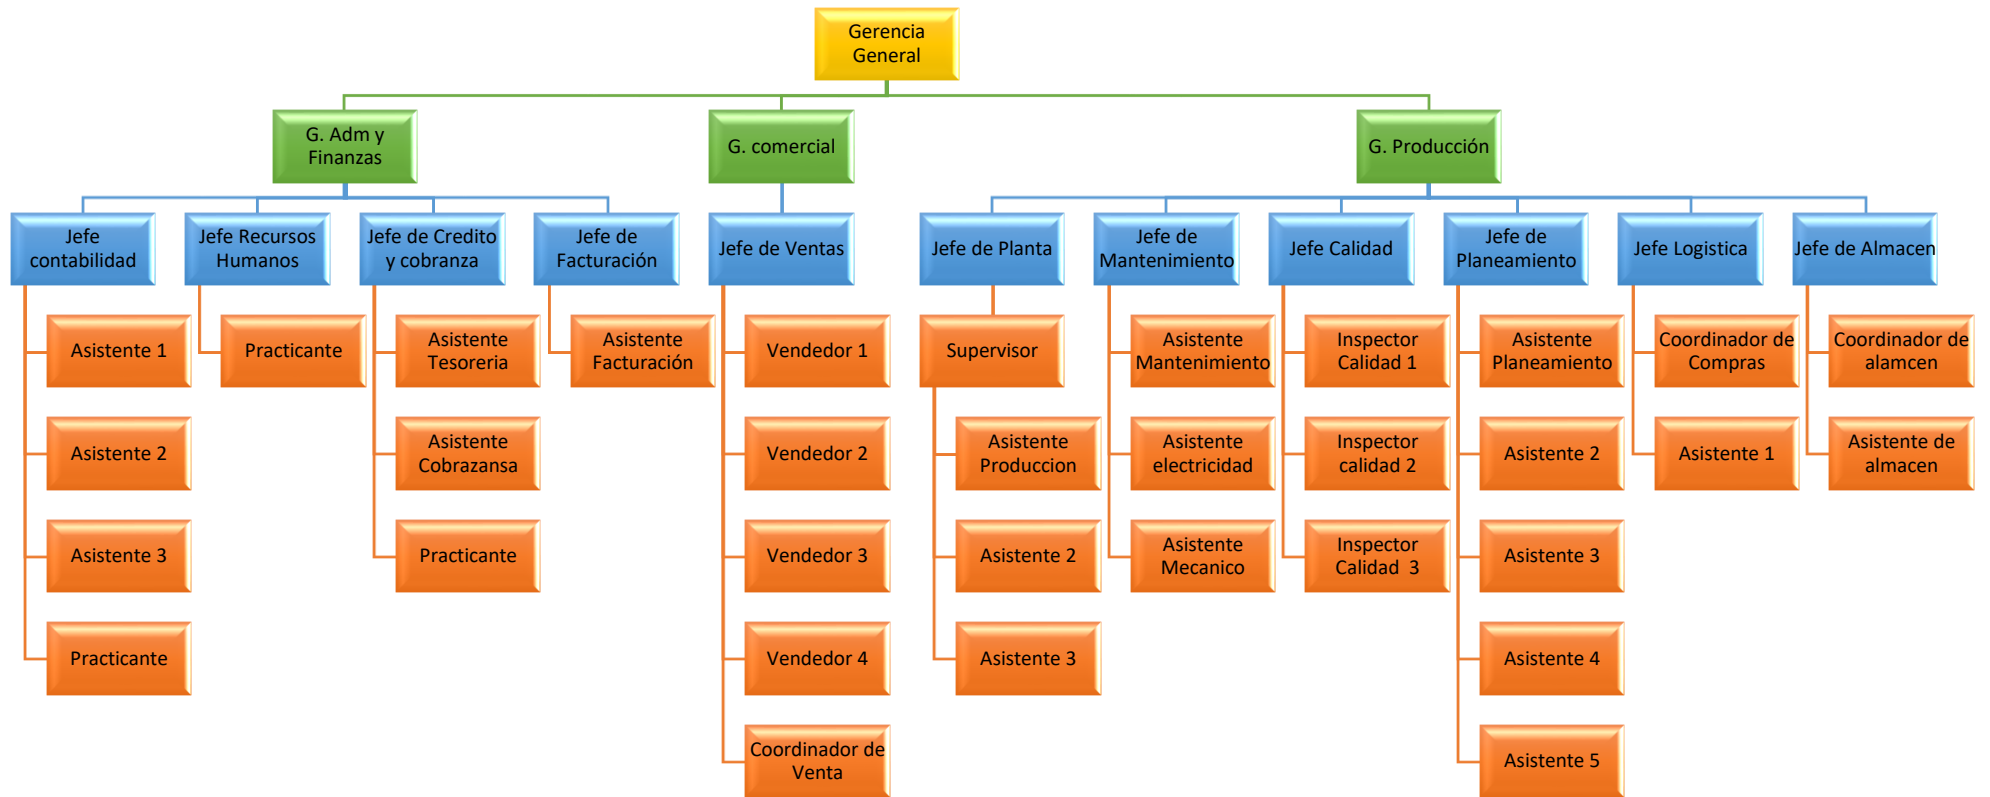 Gerencia
General
G. Adm y
Finanzas
G. comercial
G. Producción
Jefe
contabilidad
Jefe Recursos
Humanos
Jefe de Credito
y cobranza
Jefe de
Facturación
Jefe de Ventas
Jefe de Planta
Jefe de
Mantenimiento
Jefe Calidad
Jefe de
Planeamiento
Jefe Logistica
Jefe de Almacen
Asistente 1
Practicante
Asistente
Tesoreria
Asistente
Facturación
Vendedor 1
Supervisor
Asistente
Mantenimiento
Inspector
Calidad 1
Asistente
Planeamiento
Coordinador de
Compras
Coordinador de
alamcen
Asistente 2
Asistente
Cobrazansa
Vendedor 2
Asistente
Produccion
Asistente
electricidad
Inspector
calidad 2
Asistente 2
Asistente 1
Asistente de
almacen
Asistente 3
Practicante
Vendedor 3
Asistente 2
Asistente
Mecanico
Inspector
Calidad  3
Asistente 3
Practicante
Vendedor 4
Asistente 3
Asistente 4
Coordinador de
Venta
Asistente 5